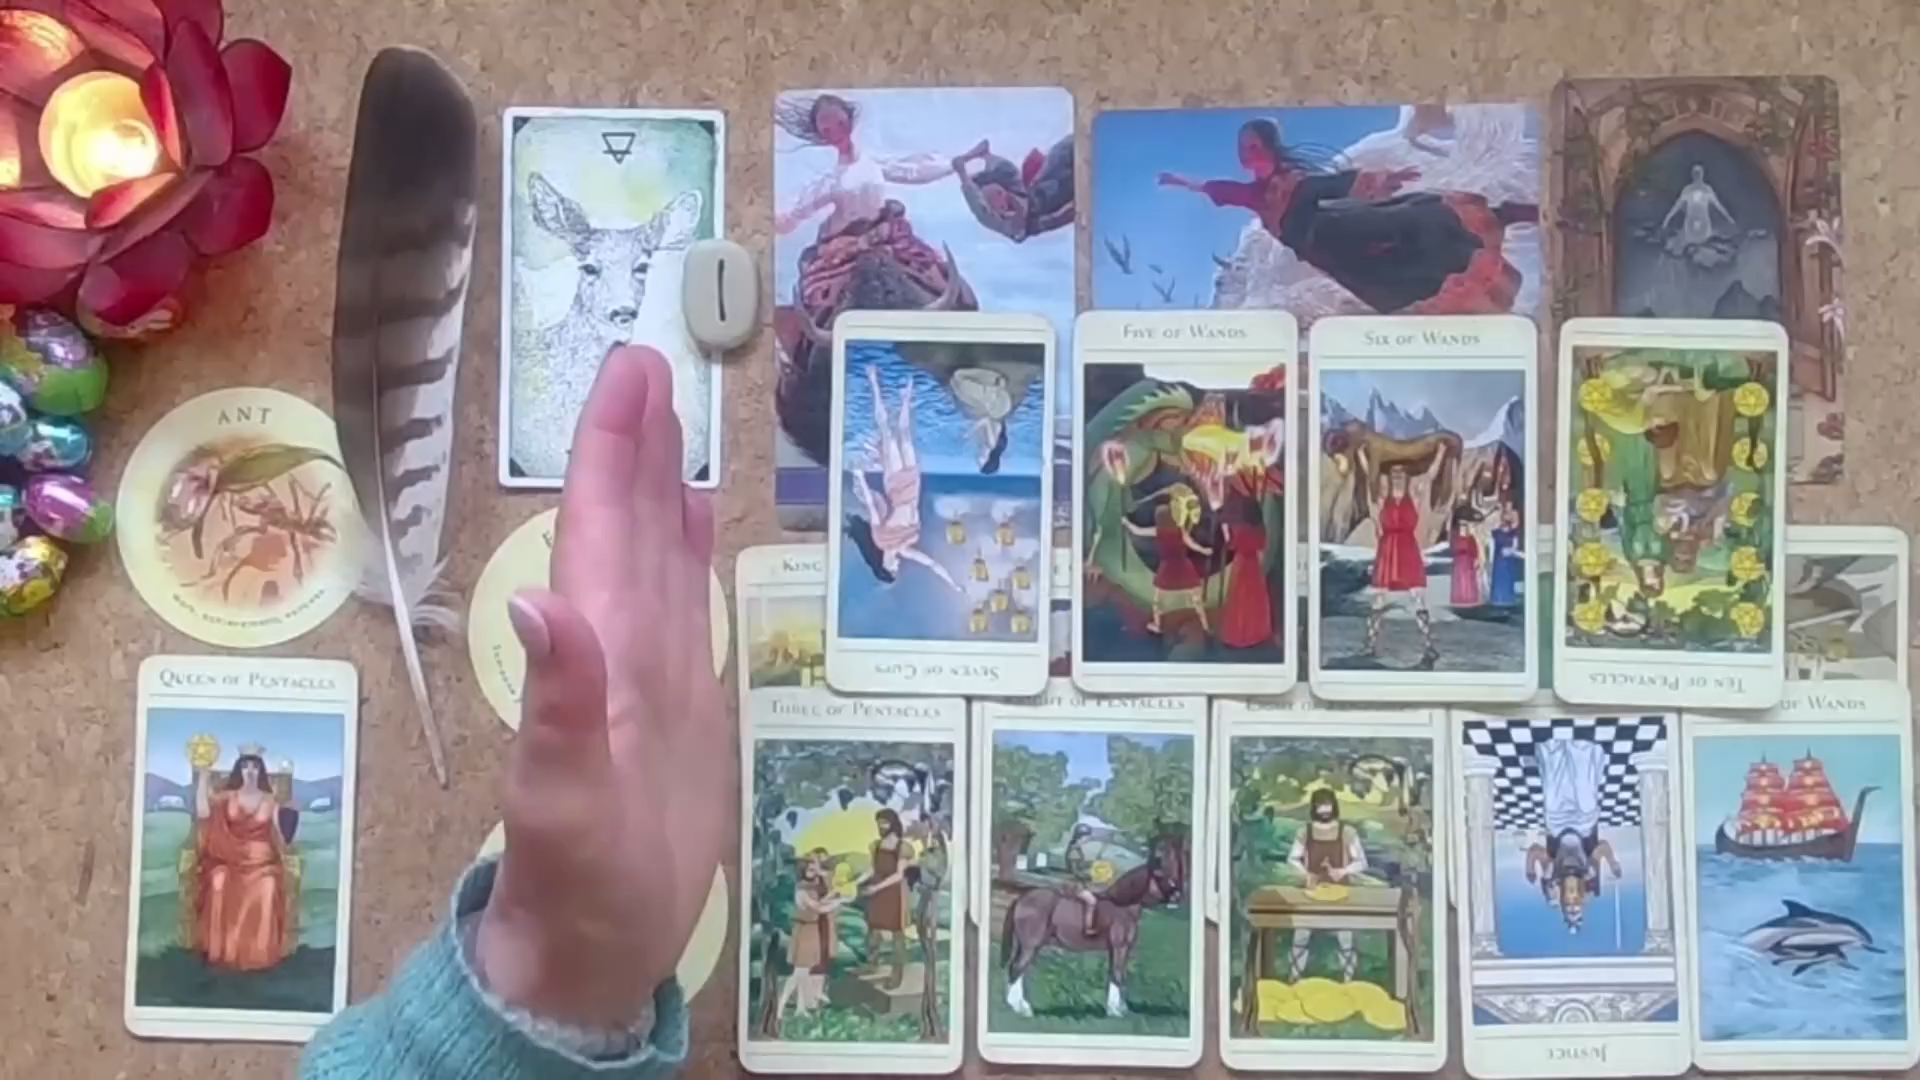 ANT
QUEEN OF PENTACLES
KING
SEVEN OF CUPS
FIVE OF WANDS
SIX OF WANDS
TEN OF PENTACLES
THREE OF PENTACLES
OF PENTACLES
JUSTICE
OF WANDS